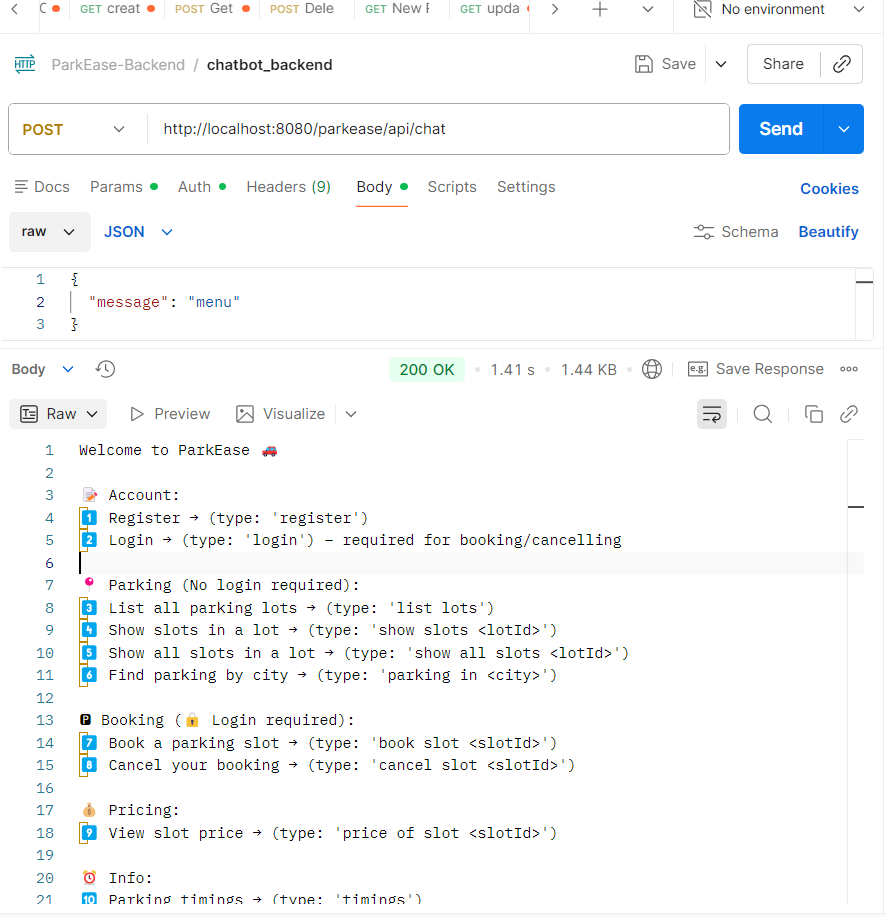 C GET creat POST Get POST Dele GET New GET upda No environment
HTTP ParkEase-Backend / chatbot_backend Save Share
POST http://localhost:8080/parkease/api/chat Send
Docs Params Auth Headers (9) Body Scripts Settings Cookies
raw JSON Schema Beautify
1 {
2 "message": "menu"
3 }
Body 200 OK • 1.41 s • 1.44 KB • e.g. Save Response
Raw Preview Visualize
1 Welcome to ParkEase 🚗
2
3 📝 Account:
4 1️⃣ Register → (type: 'register')
5 2️⃣ Login → (type: 'login') – required for booking/cancelling
6
7 📍 Parking (No login required):
8 3️⃣ List all parking lots → (type: 'list lots')
9 4️⃣ Show slots in a lot → (type: 'show slots <lotId>')
10 5️⃣ Show all slots in a lot → (type: 'show all slots <lotId>')
11 6️⃣ Find parking by city → (type: 'parking in <city>')
12
13 🅿 Booking (🔒 Login required):
14 7️⃣ Book a parking slot → (type: 'book slot <slotId>')
15 8️⃣ Cancel your booking → (type: 'cancel slot <slotId>')
16
17 💰 Pricing:
18 9️⃣ View slot price → (type: 'price of slot <slotId>')
19
20 ⏰ Info:
21 🔟 Parking timings → (type: 'timings')